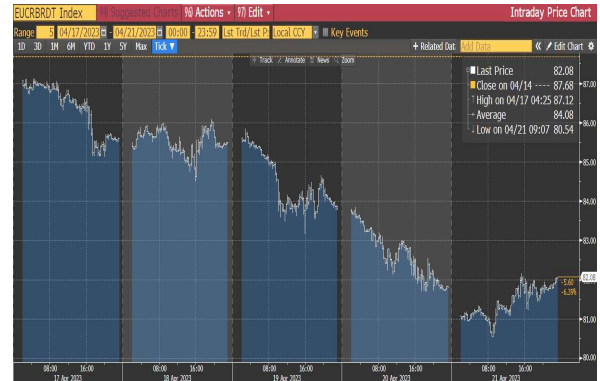 EUCRBRDT Index 94) Suggested Charts 96) Actions 97) Edit Intraday Price Chart
Range 5 04/17/2023 - 04/21/2023 00:00 - 23:59 Lst Trd/Lst P Local CCY Key Events
1D 3D 1M 6M YTD 1Y 5Y Max Tick + Related Dat Add Data « Edit Chart
Track Annotate News Zoom
Last Price 82.08
Close on 04/14 ---- 87.68
High on 04/17 04:25 87.12
Average 84.08
Low on 04/21 09:07 80.54
87.00
86.00
85.00
84.00
83.00
82.08
-5.60
-6.39%
81.00
80.00
08:00 16:00 08:00 16:00 08:00 16:00 08:00 16:00 08:00 16:00
17 Apr 2023 18 Apr 2023 19 Apr 2023 20 Apr 2023 21 Apr 2023